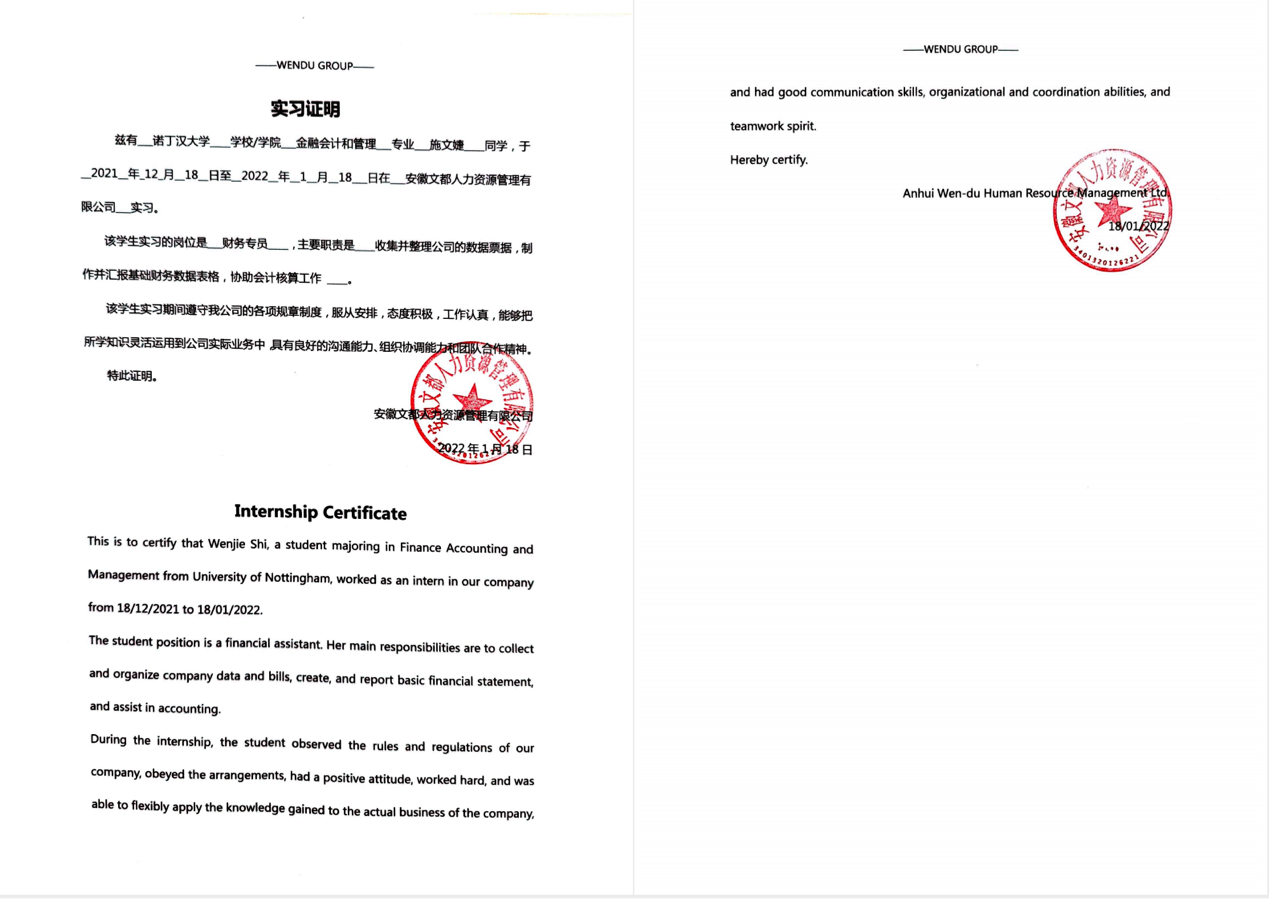 ——WENDU GROUP——
实习证明
兹有___诺丁汉大学____学校/学院___金融会计和管理___专业___施文婕____同学，于
_2021__年_12_月__18__日至__2022__年__1__月__18___日在___安徽文都人力资源管理有
限公司___实习。
该学生实习的岗位是___财务专员____，主要职责是____收集并整理公司的数据票据，制
作并汇报基础财务数据表格，协助会计核算工作 ____。
该学生实习期间遵守我公司的各项规章制度，服从安排，态度积极，工作认真，能够把
所学知识灵活运用到公司实际业务中，具有良好的沟通能力、组织协调能力和团队合作精神。
特此证明。
安徽文都人力资源管理有限公司
2022 年 1 月 18 日
安徽文都人力资源管理有限公司
Internship Certificate
This is to certify that Wenjie Shi, a student majoring in Finance Accounting and
Management from University of Nottingham, worked as an intern in our company
from 18/12/2021 to 18/01/2022.
The student position is a financial assistant. Her main responsibilities are to collect
and organize company data and bills, create, and report basic financial statement,
and assist in accounting.
During the internship, the student observed the rules and regulations of our
company, obeyed the arrangements, had a positive attitude, worked hard, and was
able to flexibly apply the knowledge gained to the actual business of the company,
——WENDU GROUP——
and had good communication skills, organizational and coordination abilities, and
teamwork spirit.
Hereby certify.
Anhui Wen-du Human Resource Management Ltd.
18/01/2022
安徽文都人力资源管理有限公司
3401320126221